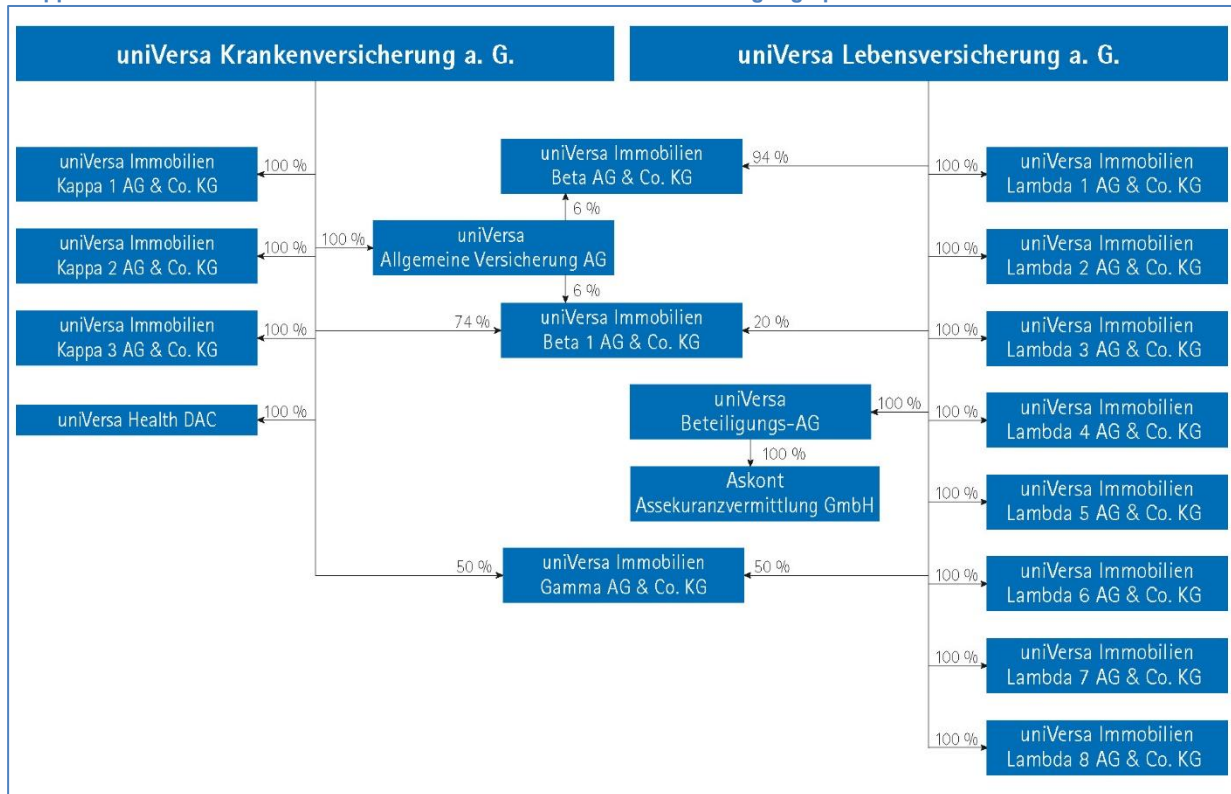 uniVersa Krankenversicherung a. G.
uniVersa Lebensversicherung a. G.
uniVersa Immobilien
Kappa 1 AG & Co. KG
100 %
uniVersa Immobilien
Beta AG & Co. KG
94 %
100 %
uniVersa Immobilien
Lambda 1 AG & Co. KG
6 %
uniVersa Immobilien
Kappa 2 AG & Co. KG
100 %
100 %
uniVersa
Allgemeine Versicherung AG
100 %
uniVersa Immobilien
Lambda 2 AG & Co. KG
6 %
uniVersa Immobilien
Kappa 3 AG & Co. KG
100 %
74 %
uniVersa Immobilien
Beta 1 AG & Co. KG
20 %
100 %
uniVersa Immobilien
Lambda 3 AG & Co. KG
uniVersa Health DAC
100 %
uniVersa
Beteiligungs-AG
100 %
100 %
uniVersa Immobilien
Lambda 4 AG & Co. KG
100 %
Askont
Assekuranzvermittlung GmbH
100 %
uniVersa Immobilien
Lambda 5 AG & Co. KG
50 %
uniVersa Immobilien
Gamma AG & Co. KG
50 %
100 %
uniVersa Immobilien
Lambda 6 AG & Co. KG
100 %
uniVersa Immobilien
Lambda 7 AG & Co. KG
100 %
uniVersa Immobilien
Lambda 8 AG & Co. KG